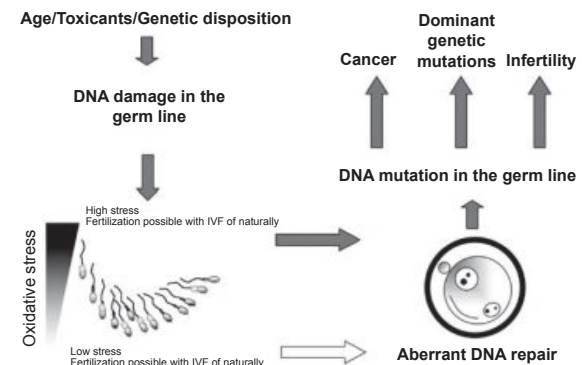 Age/Toxicants/Genetic disposition
DNA damage in the
germ line
High stress
Fertilization possible with IVF of naturally
Oxidative stress
Low stress
Fertilization possible with IVF of naturally
Aberrant DNA repair
DNA mutation in the germ line
Cancer
Dominant
genetic
mutations
Infertility